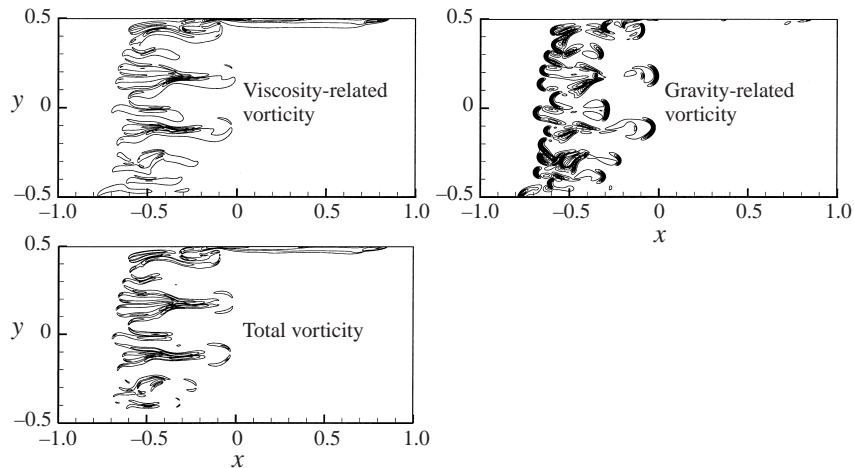 0.5
y 0
–0.5
–1.0 –0.5 0 0.5 1.0
Viscosity-related
vorticity
0.5
0
–0.5
–1.0 –0.5 0 0.5 1.0
x
Gravity-related
vorticity
0.5
y 0
–0.5
–1.0 –0.5 0 0.5 1.0
x
Total vorticity